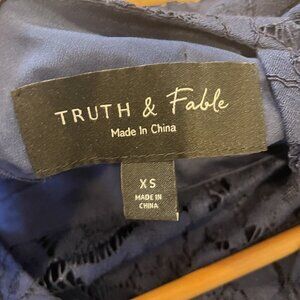 TRUTH & Fable
Made In China
XS
MADE IN
CHINA